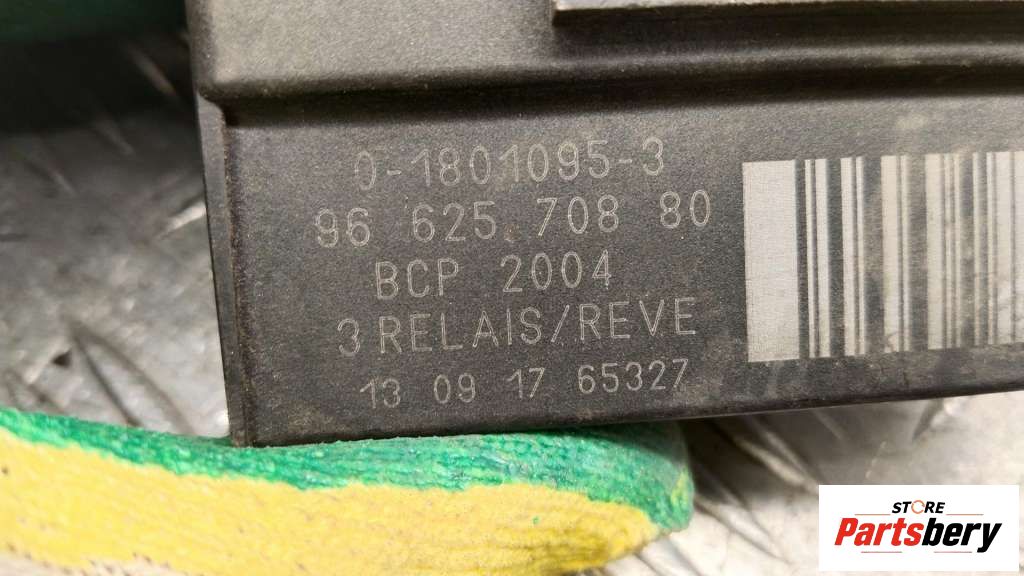 0-1801095-3
96 625 708 80
BCP 2004
3 RELAIS/REVE
13 09 17 65327
STORE
Partsbery